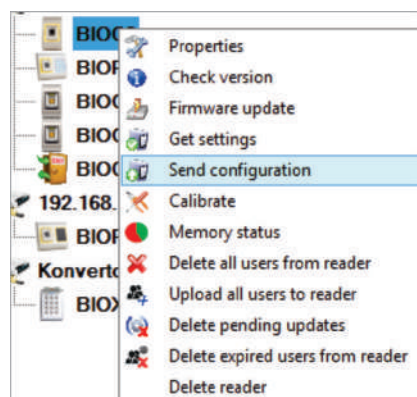 BIOC
Properties
BIOP
Check version
Firmware update
BIOC
Get settings
BIOC
Send configuration
BIOC
192.168.
Calibrate
Memory status
BIOP
Delete all users from reader
Konverto
Upload all users to reader
BIOX
Delete pending updates
Delete expired users from reader
Delete reader